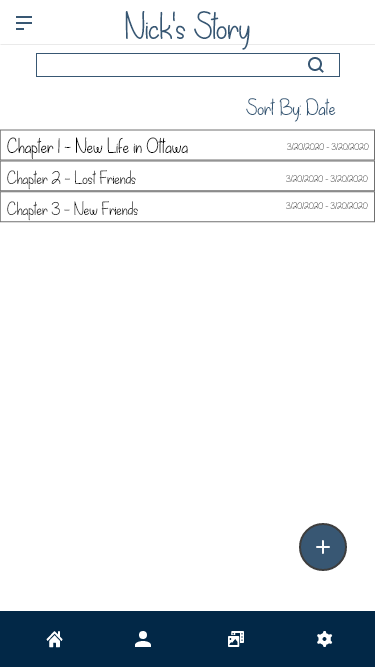 Nick's Story
Sort By: Date
Chapter 1 - New Life in Ottawa 3/20/2020 - 3/20/2020
Chapter 2 - Lost Friends 3/20/2020 - 3/20/2020
Chapter 3 - New Friends 3/20/2020 - 3/20/2020